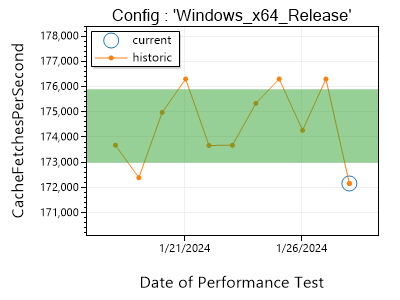 Config : 'Windows_x64_Release'
current
historic
CacheFetchesPerSecond
178,000
177,000
176,000
175,000
174,000
173,000
172,000
171,000
1/21/2024
1/26/2024
Date of Performance Test